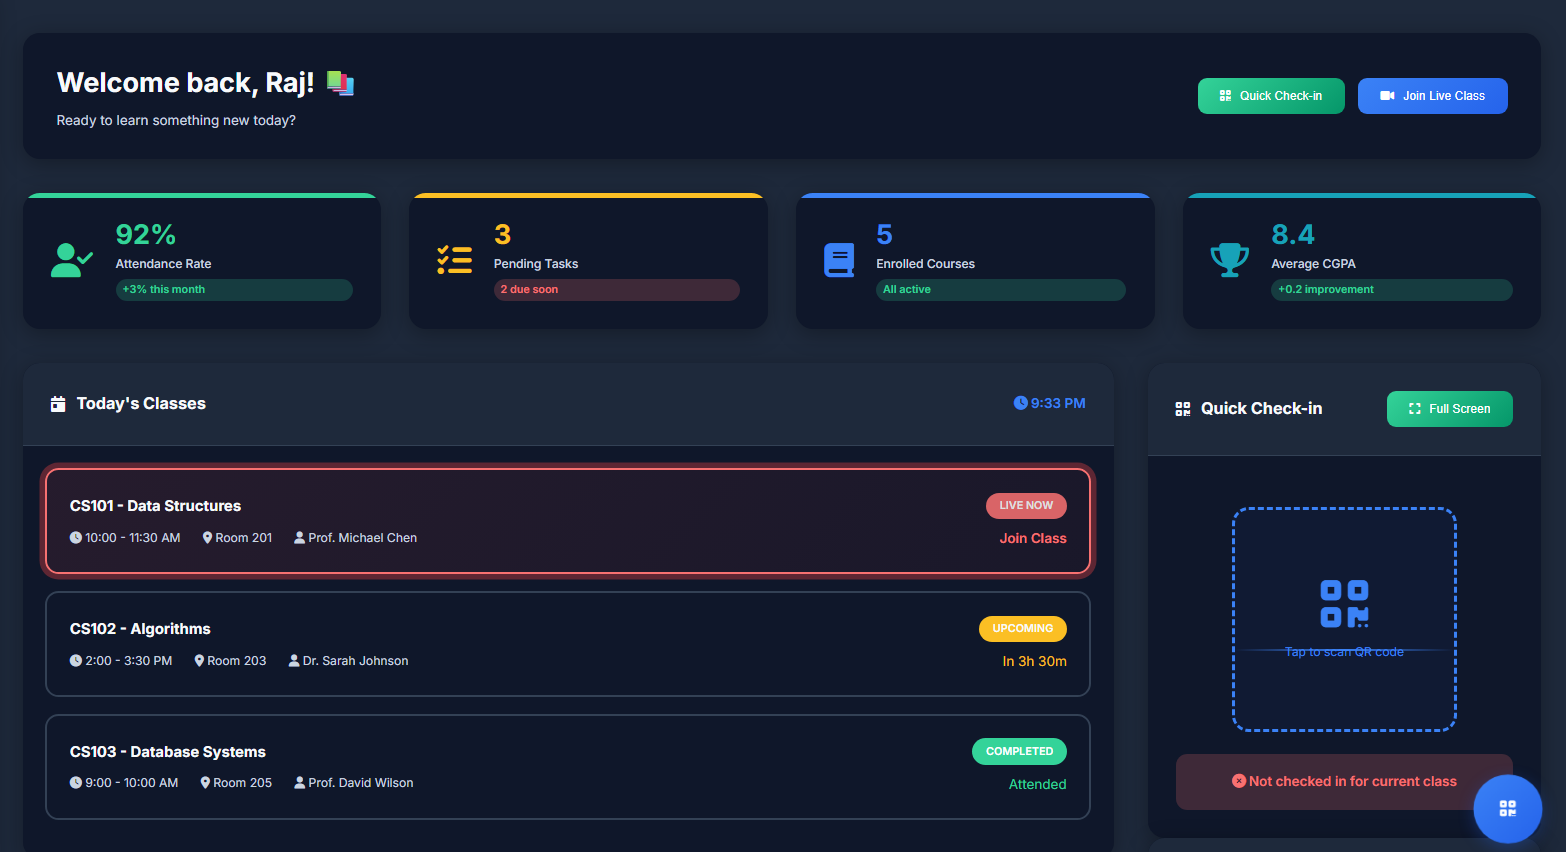 Welcome back, Raj!
Ready to learn something new today?
Quick Check-in
Join Live Class
92%
Attendance Rate
+3% this month
3
Pending Tasks
2 due soon
5
Enrolled Courses
All active
8.4
Average CGPA
+0.2 improvement
Today's Classes
9:33 PM
CS101 - Data Structures
LIVE NOW
10:00 - 11:30 AM Room 201 Prof. Michael Chen
Join Class
CS102 - Algorithms
UPCOMING
2:00 - 3:30 PM Room 203 Dr. Sarah Johnson
In 3h 30m
CS103 - Database Systems
COMPLETED
9:00 - 10:00 AM Room 205 Prof. David Wilson
Attended
Quick Check-in
Full Screen
Tap to scan QR code
Not checked in for current class